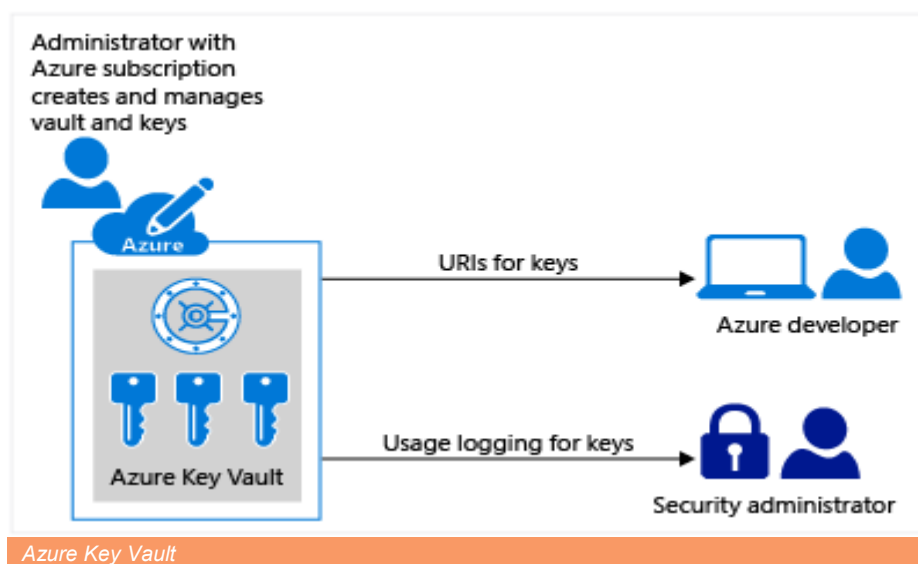 Administrator with
Azure subscription
creates and manages
vault and keys
Azure
URIs for keys
Azure developer
Usage logging for keys
Azure Key Vault
Security administrator
Azure Key Vault